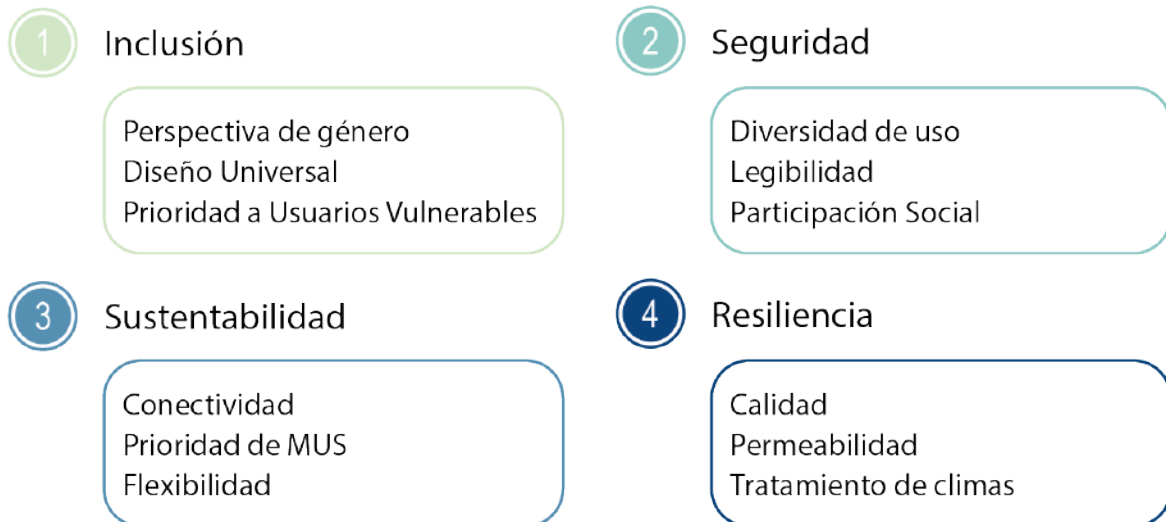 1 Inclusión
Perspectiva de género
Diseño Universal
Prioridad a Usuarios Vulnerables
2 Seguridad
Diversidad de uso
Legibilidad
Participación Social
3 Sustentabilidad
Conectividad
Prioridad de MUS
Flexibilidad
4 Resiliencia
Calidad
Permeabilidad
Tratamiento de climas